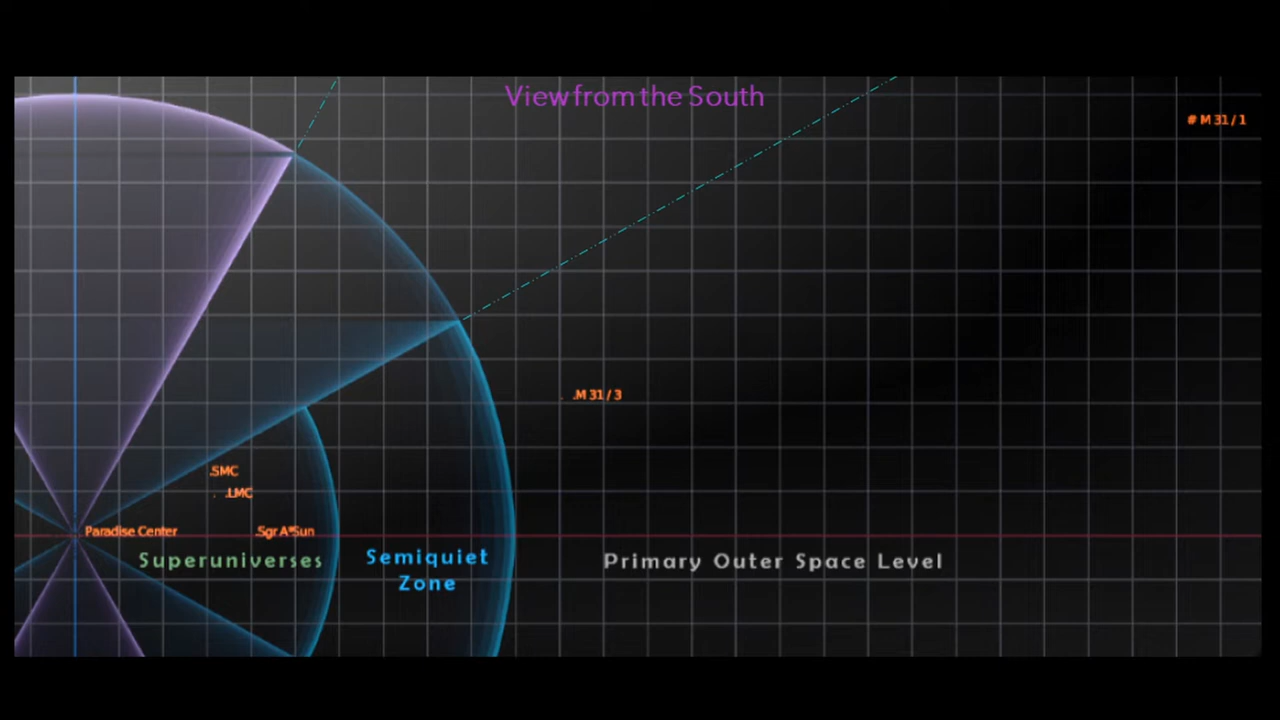 View from the South
# M 31 / 1
.M 31 / 3
.SMC
.LMC
Paradise Center
.Sgr A*Sun
Superuniverses
Semiquiet
Zone
Primary Outer Space Level